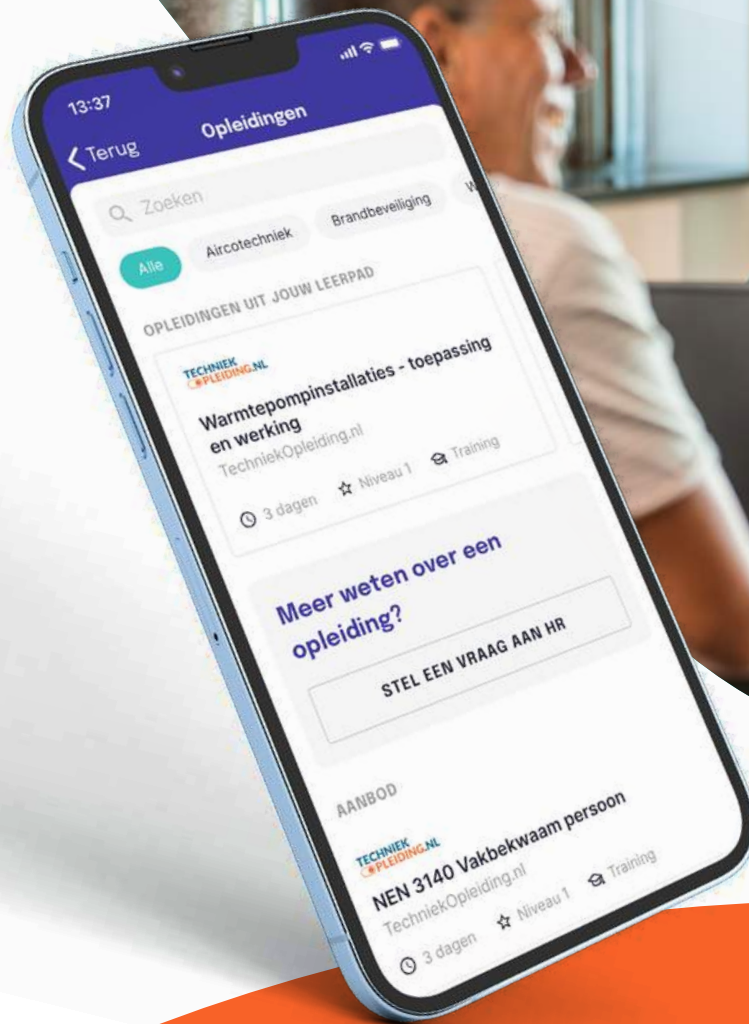 13:37
Terug
Opleidingen
Zoeken
Alle
Aircotechniek
Brandbeveiliging
W
OPLEIDINGEN UIT JOUW LEERPAD
TECHNIEK
OPLEIDING.NL
Warmtepompinstallaties - toepassing
en werking
TechniekOpleiding.nl
3 dagen
Niveau 1
Training
Meer weten over een
opleiding?
STEL EEN VRAAG AAN HR
AANBOD
TECHNIEK
OPLEIDING.NL
NEN 3140 Vakbekwaam persoon
TechniekOpleiding.nl
3 dagen
Niveau 1
Training